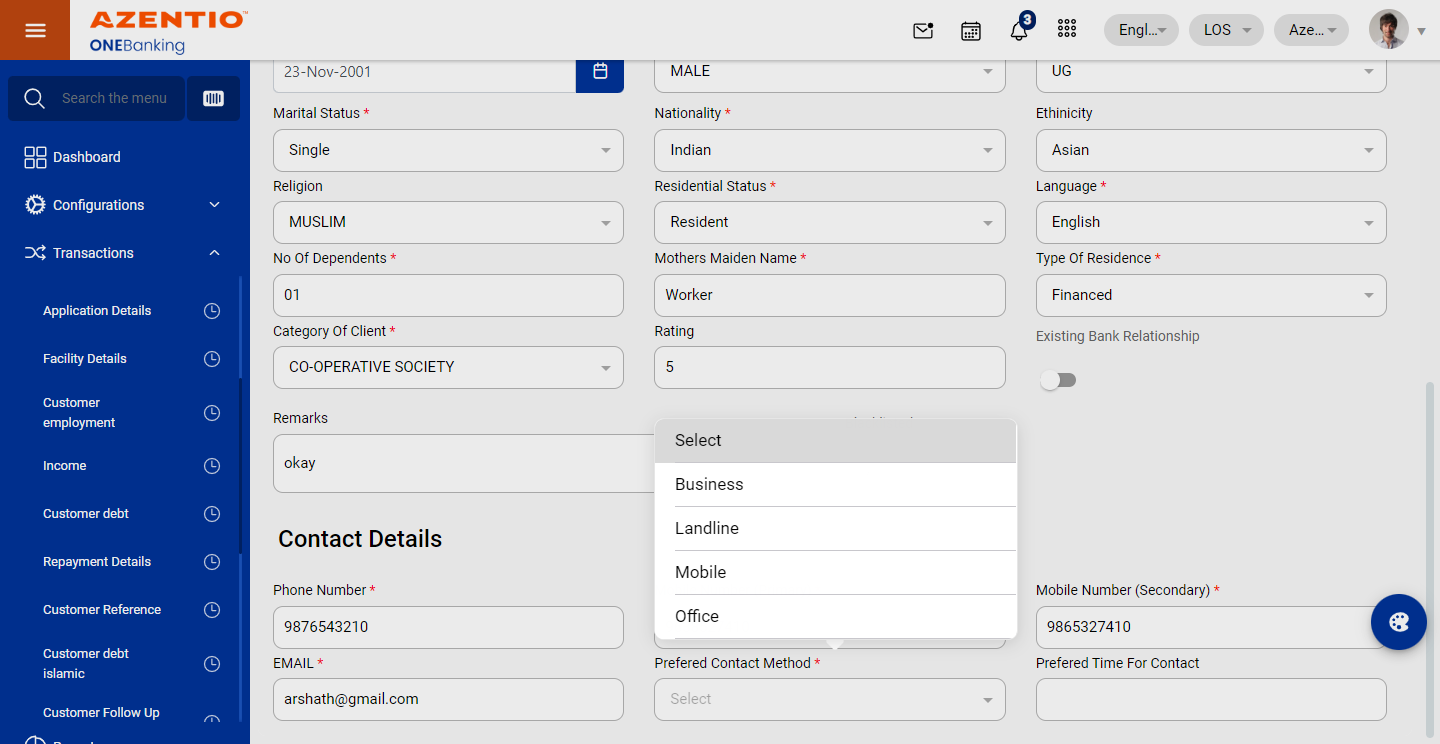 AZENTIO™
ONEBanking
3
Engl...
LOS
Aze...
Search the menu
Dashboard
Configurations
Transactions
Application Details
Facility Details
Customer
employment
Income
Customer debt
Repayment Details
Customer Reference
Customer debt
islamic
Customer Follow Up
23-Nov-2001
MALE
UG
Marital Status *
Nationality *
Ethinicity
Single
Indian
Asian
Religion
Residential Status *
Language *
MUSLIM
Resident
English
No Of Dependents *
Mothers Maiden Name *
Type Of Residence *
01
Worker
Financed
Category Of Client *
Rating
Existing Bank Relationship
CO-OPERATIVE SOCIETY
5
Remarks
okay
Select
Business
Landline
Mobile
Office
Contact Details
Phone Number *
Mobile Number (Secondary) *
9876543210
9865327410
EMAIL *
Prefered Contact Method *
Prefered Time For Contact
arshath@gmail.com
Select